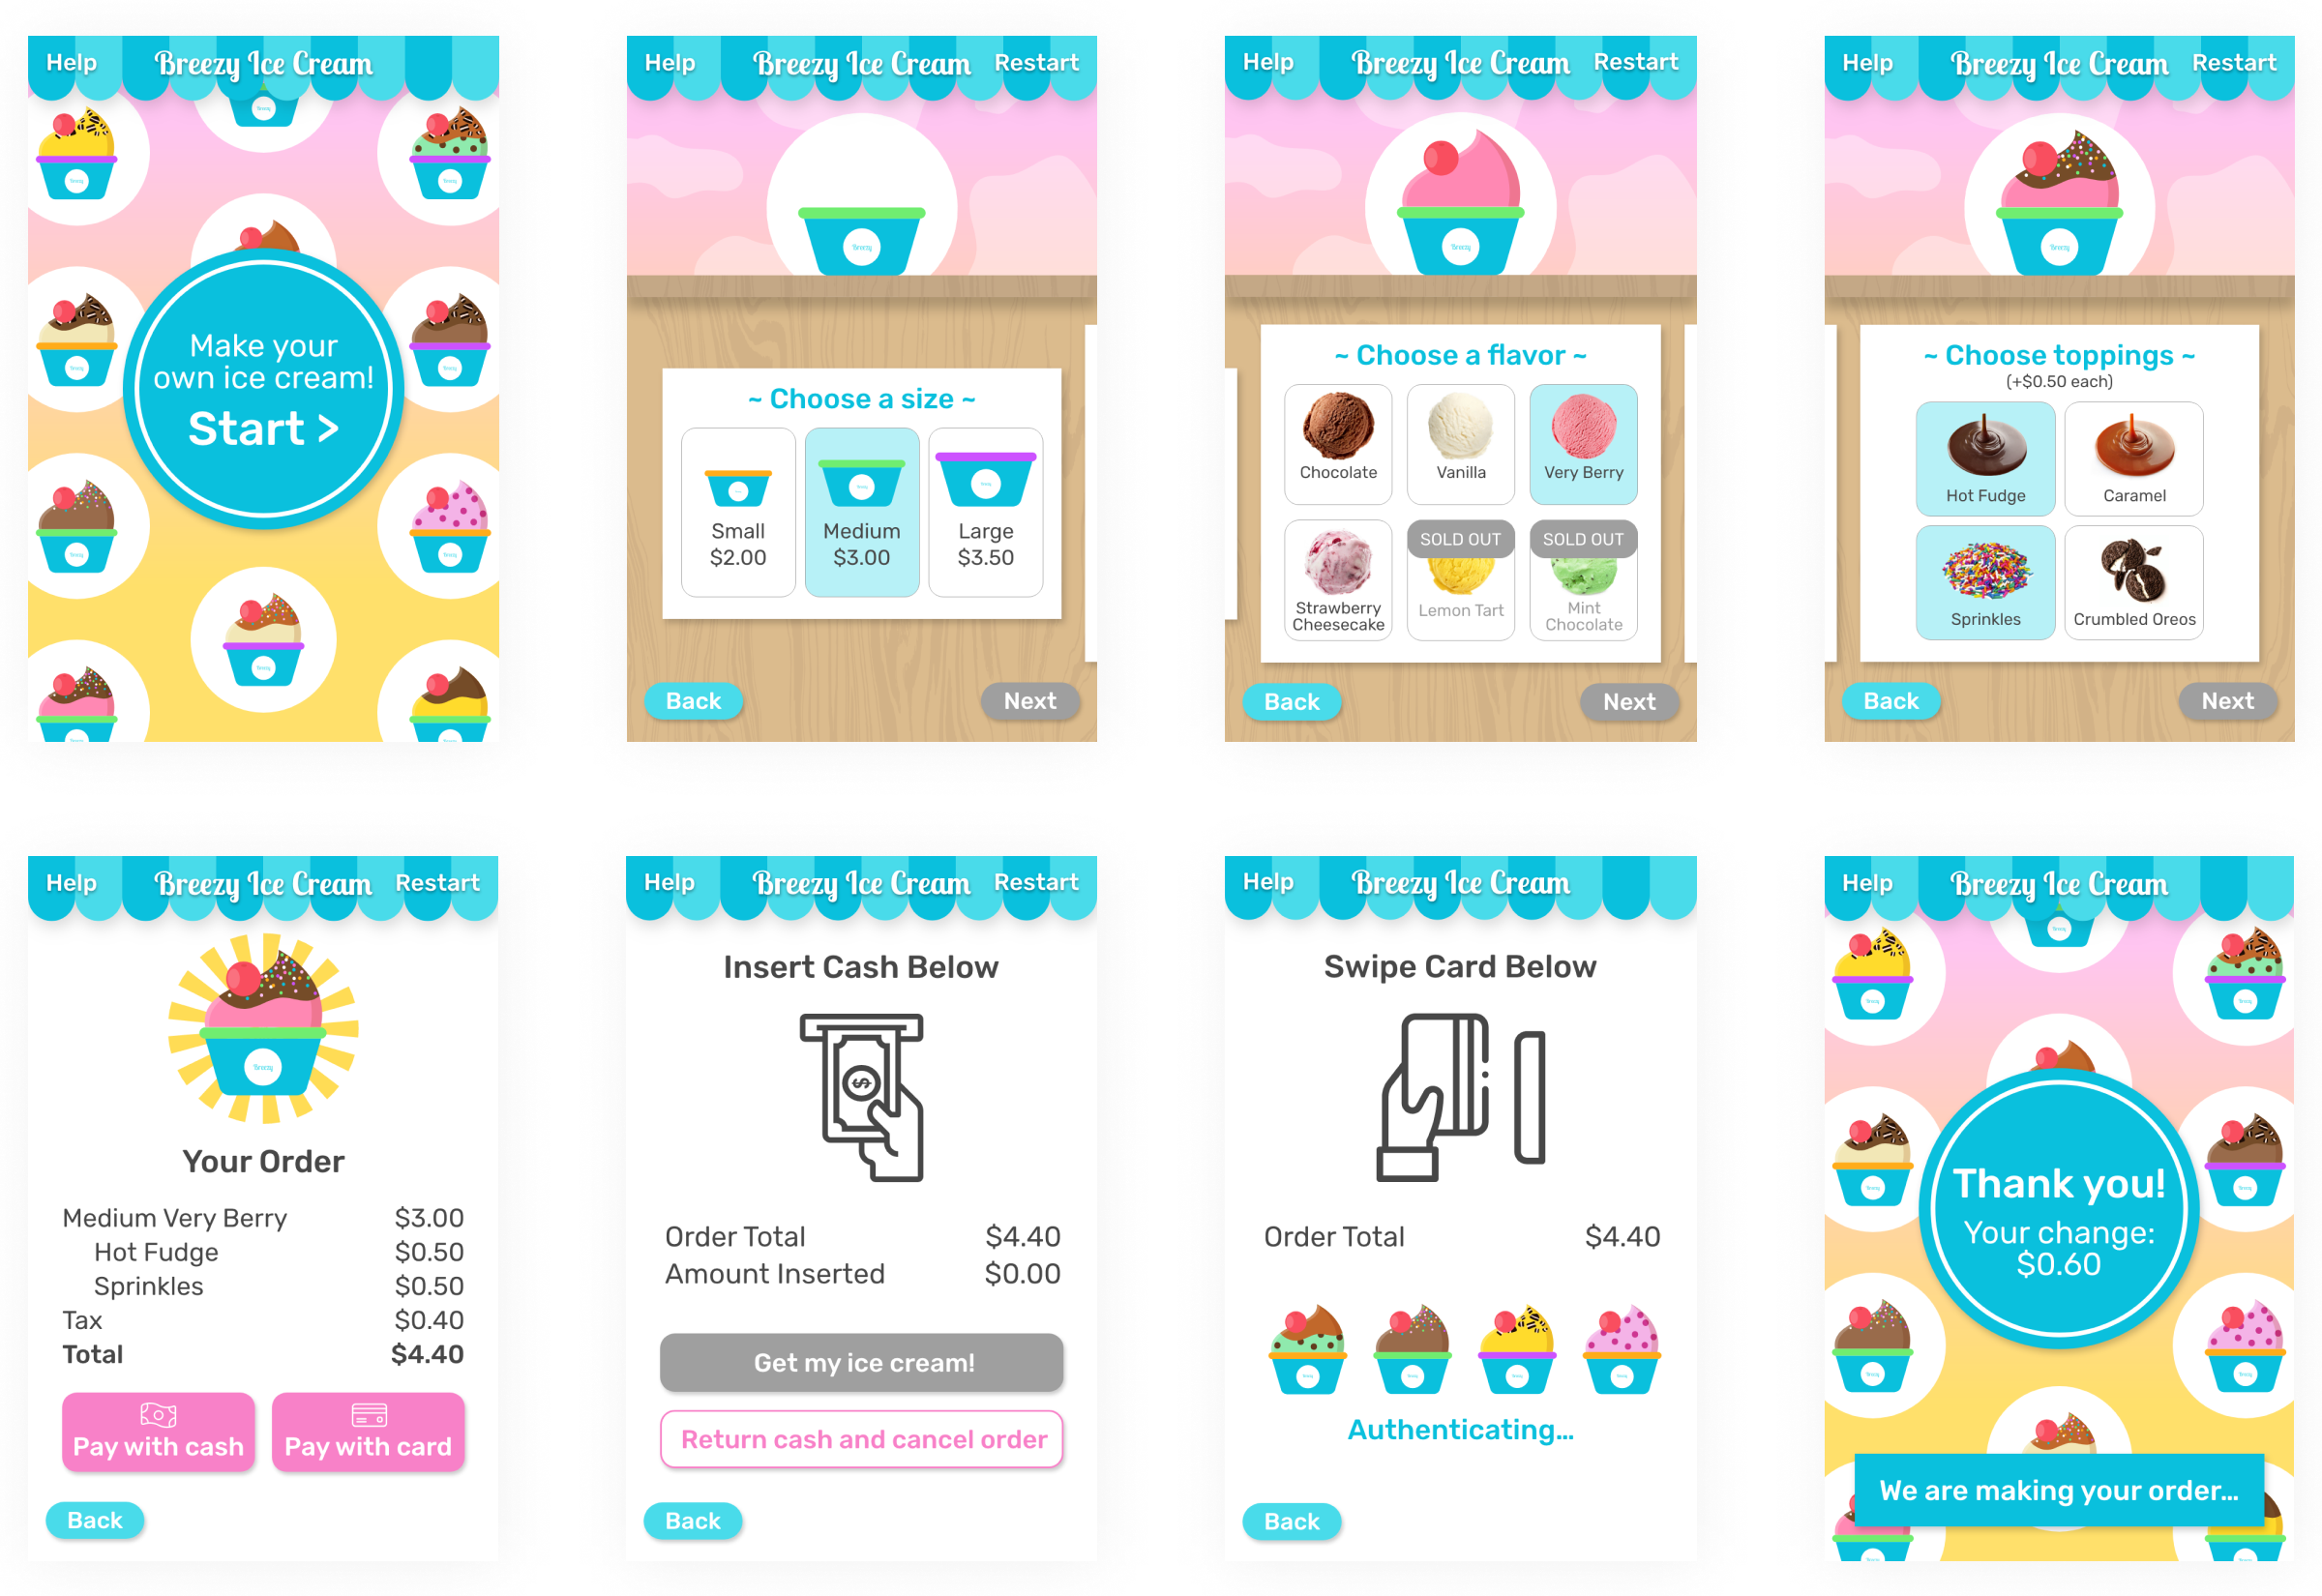 Help Breezy Ice Cream
Breezy
Make your
own ice cream!
Start >
Help Breezy Ice Cream Restart
Breezy
~ Choose a size ~
Small
$2.00
Medium
$3.00
Large
$3.50
Back
Next
Help Breezy Ice Cream Restart
Breezy
~ Choose a flavor ~
Chocolate
Vanilla
Very Berry
Strawberry
Cheesecake
SOLD OUT
Lemon Tart
SOLD OUT
Mint
Chocolate
Back
Next
Help Breezy Ice Cream Restart
Breezy
~ Choose toppings ~
(+$0.50 each)
Hot Fudge
Caramel
Sprinkles
Crumbled Oreos
Back
Next
Help Breezy Ice Cream Restart
Breezy
Your Order
Medium Very Berry $3.00
Hot Fudge $0.50
Sprinkles $0.50
Tax $0.40
Total $4.40
Pay with cash
Pay with card
Back
Help Breezy Ice Cream Restart
Insert Cash Below
$
Order Total $4.40
Amount Inserted $0.00
Get my ice cream!
Return cash and cancel order
Back
Help Breezy Ice Cream
Swipe Card Below
Order Total $4.40
Authenticating...
Back
Help Breezy Ice Cream
Breezy
Thank you!
Your change:
$0.60
We are making your order...